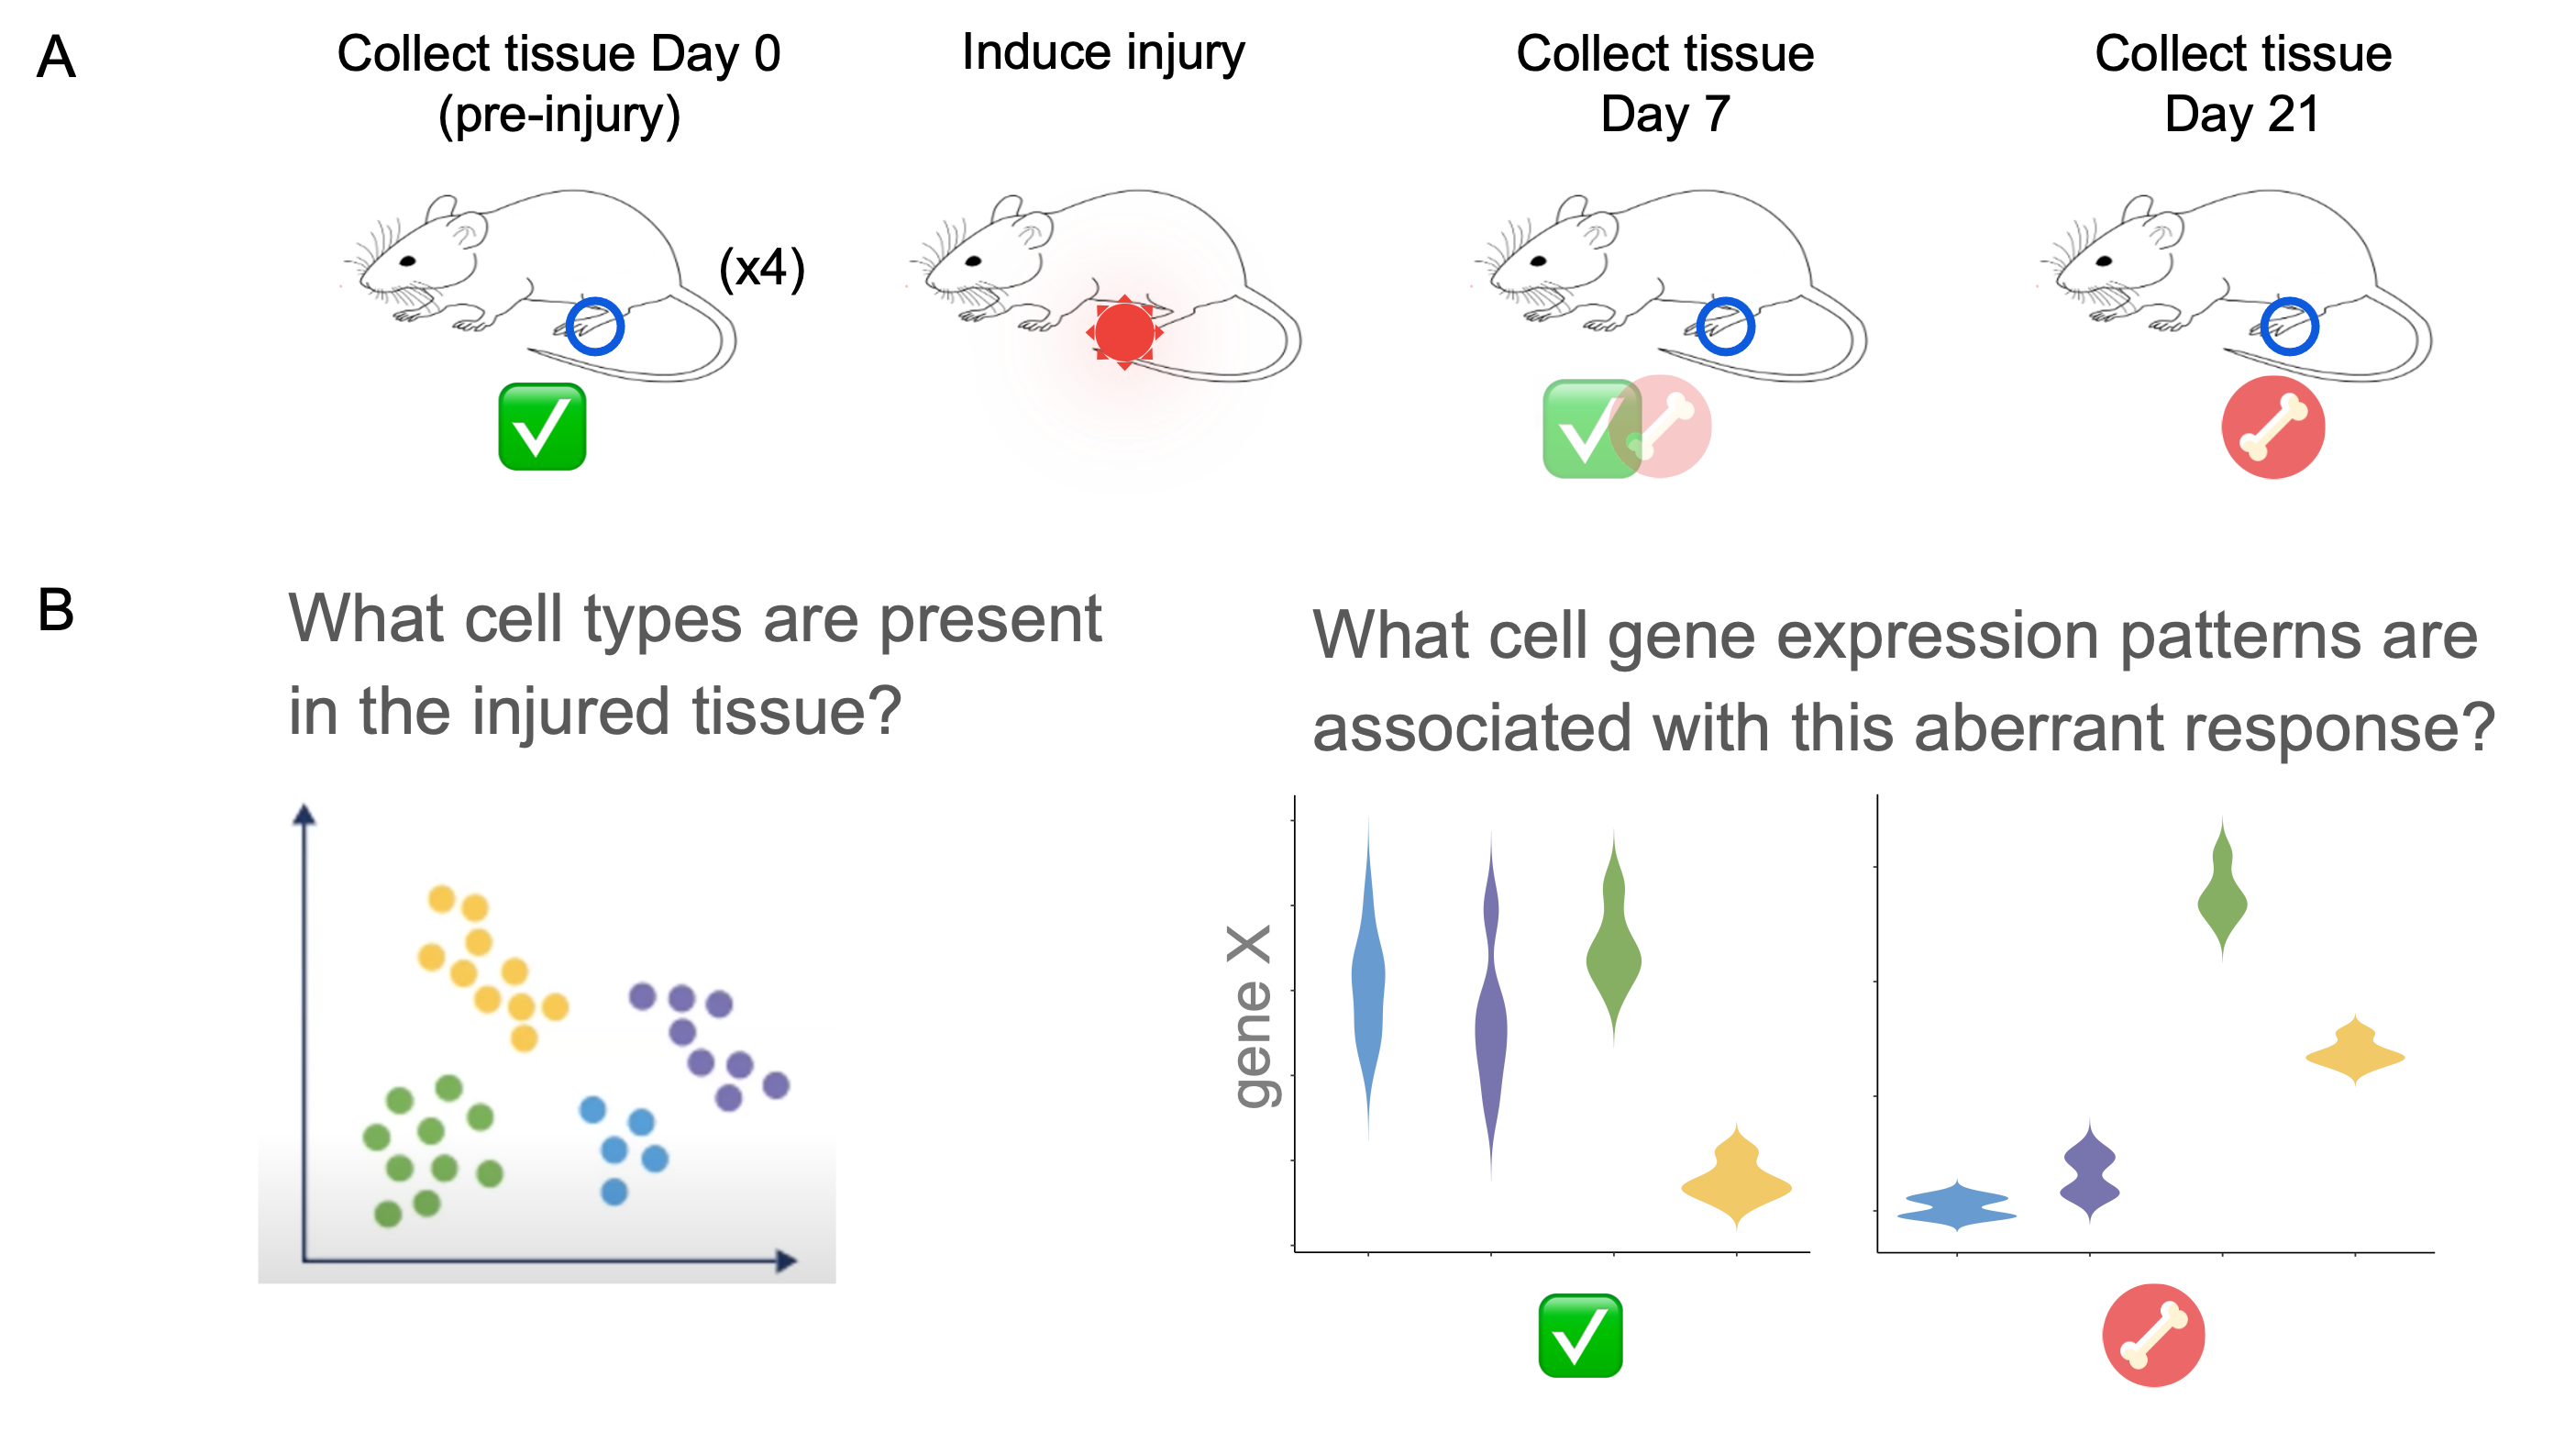 A
Collect tissue Day 0
(pre-injury)
Induce injury
Collect tissue
Day 7
Collect tissue
Day 21
(x4)
B
What cell types are present
in the injured tissue?
What cell gene expression patterns are
associated with this aberrant response?
gene X